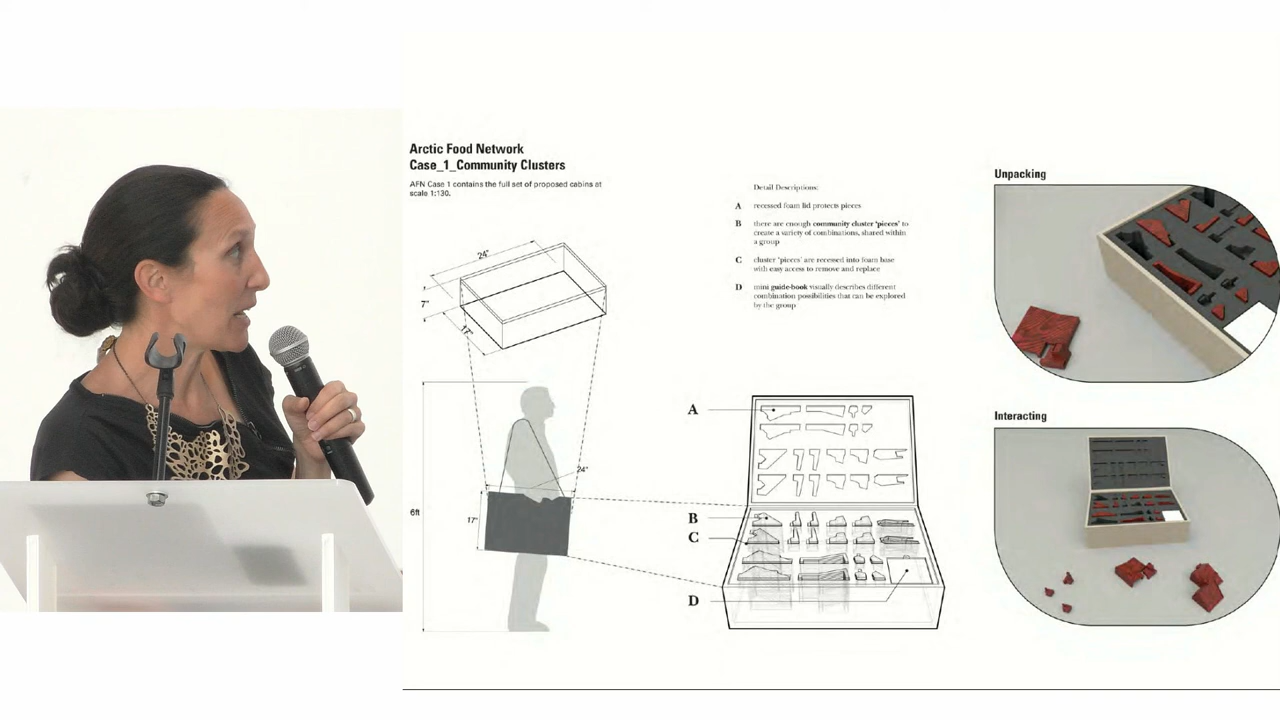 Arctic Food Network
Case_1_Community Clusters
AFN Case 1 contains the full set of proposed cabins at
scale 1:130.
24"
7"
17"
6ft
24"
17"
Detail Descriptions:
A recessed foam lid protects pieces
B there are enough community cluster ‘pieces’ to
create a variety of combinations, shared within
a group
C cluster ‘pieces’ are recessed into foam base
with easy access to remove and replace
D mini guide-book visually describes different
combination possibilities that can be explored
by the group
A
B
C
D
Unpacking
Interacting